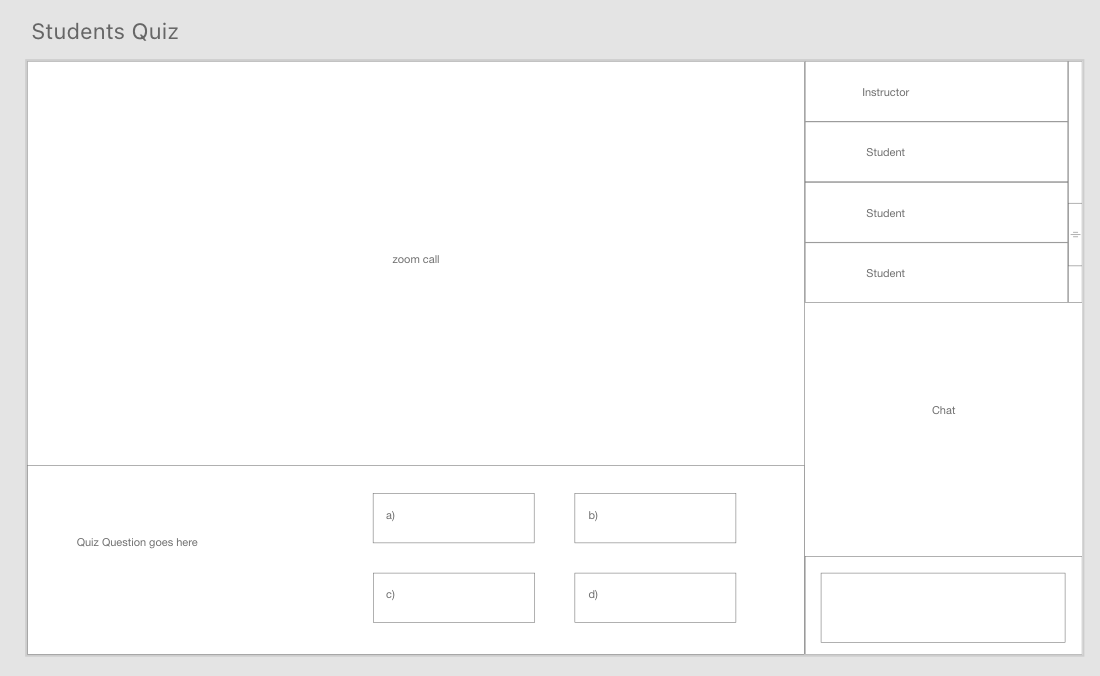 Students Quiz
zoom call
Instructor
Student
Student
Student
Chat
Quiz Question goes here
a)
b)
c)
d)